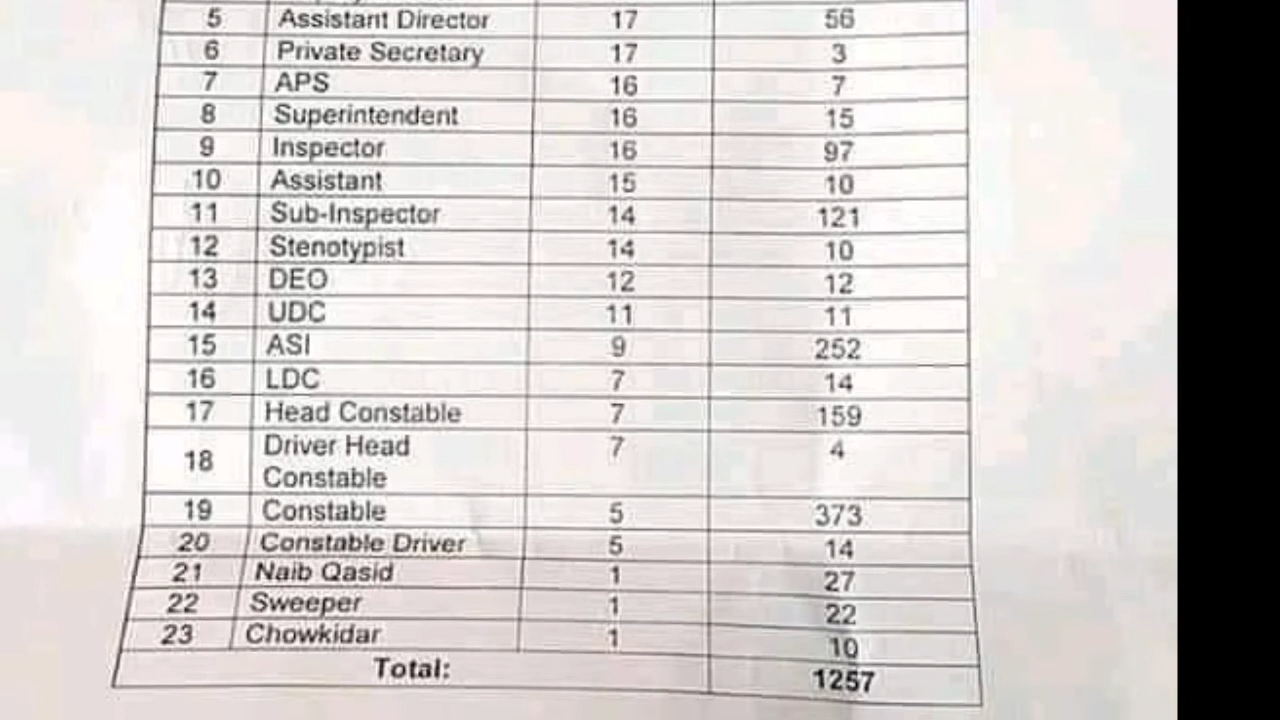 5 Assistant Director 17 56
6 Private Secretary 17 3
7 APS 16 7
8 Superintendent 16 15
9 Inspector 16 97
10 Assistant 15 10
11 Sub-Inspector 14 121
12 Stenotypist 14 10
13 DEO 12 12
14 UDC 11 11
15 ASI 9 252
16 LDC 7 14
17 Head Constable 7 159
18 Driver Head 7 4
Constable
19 Constable 5 373
20 Constable Driver 5 14
21 Naib Qasid 1 27
22 Sweeper 1 22
23 Chowkidar 1 10
Total: 1257